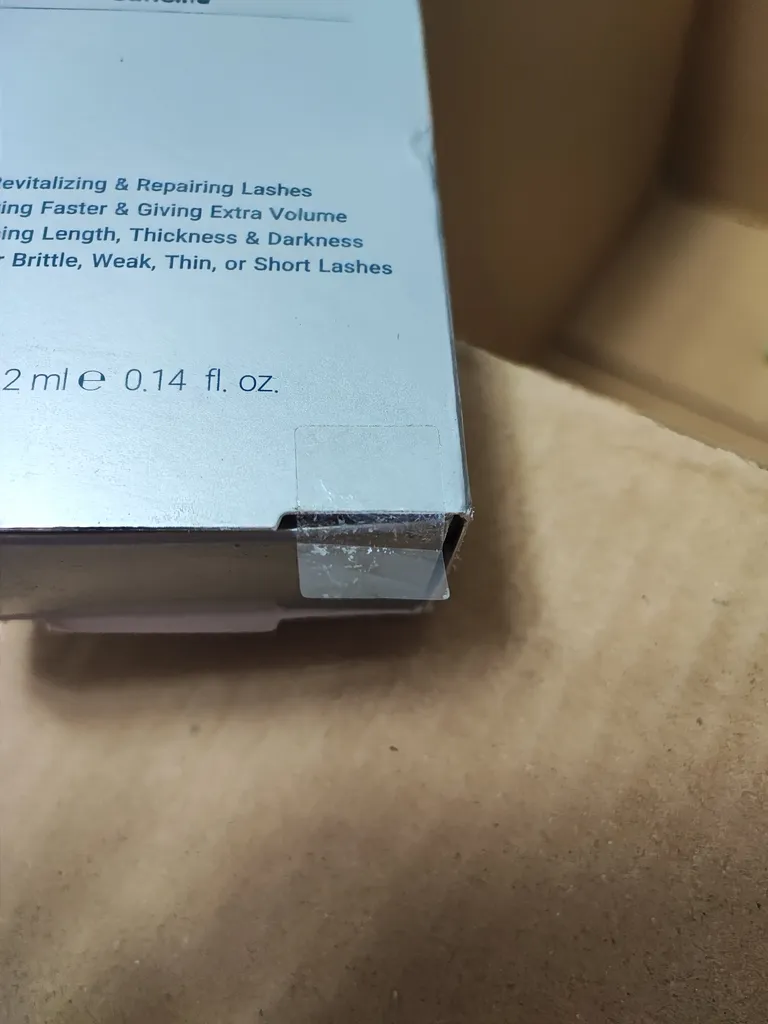 evitalizing & Repairing Lashes
ing Faster & Giving Extra Volume
ing Length, Thickness & Darkness
r Brittle, Weak, Thin, or Short Lashes
2 ml ℮ 0.14 fl. oz.